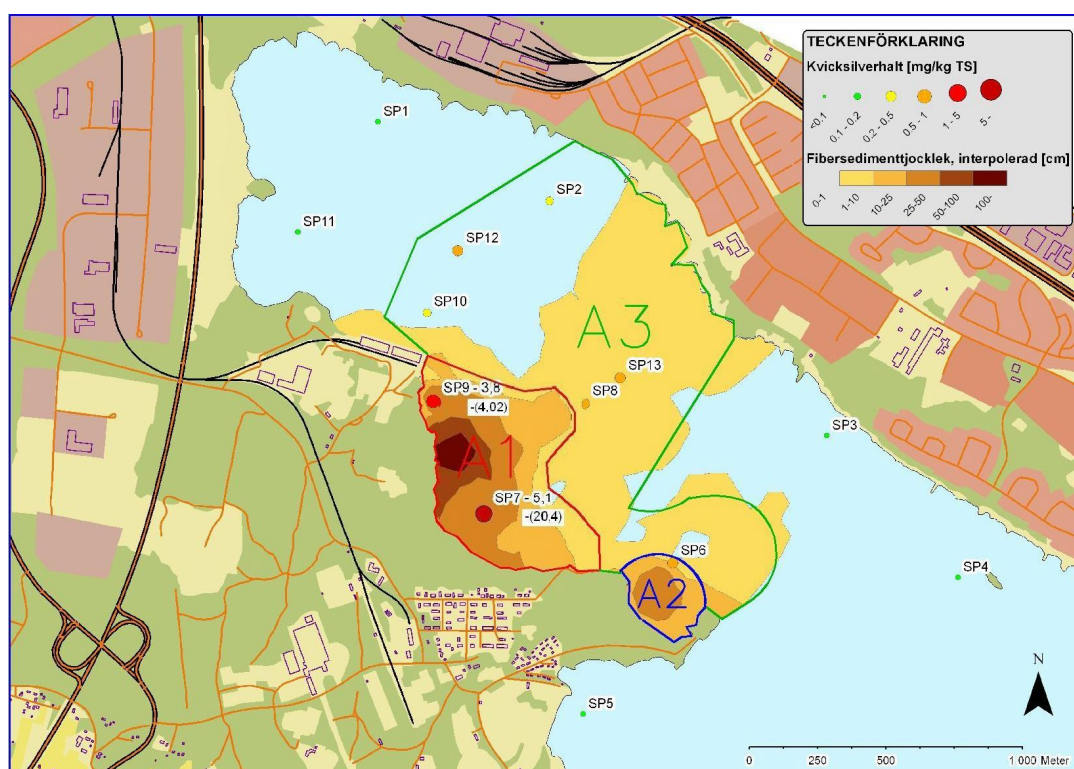 TECKENFÖRKLARING
Kvicksilverhalt [mg/kg TS]
<0.1
0.1 - 0.2
0.2 - 0.5
0.5 - 1
1 - 5
5 -
Fibersedimenttjocklek, interpolerad [cm]
0-1
1-10
10-25
25-50
50-100
100-
SP1
SP2
SP11
SP12
SP10
A3
SP13
SP9 - 3,8
-(4.02)
SP8
A1
SP3
SP7 - 5,1
-(20,4)
SP6
SP4
A2
SP5
N
0 250 500 1 000 Meter